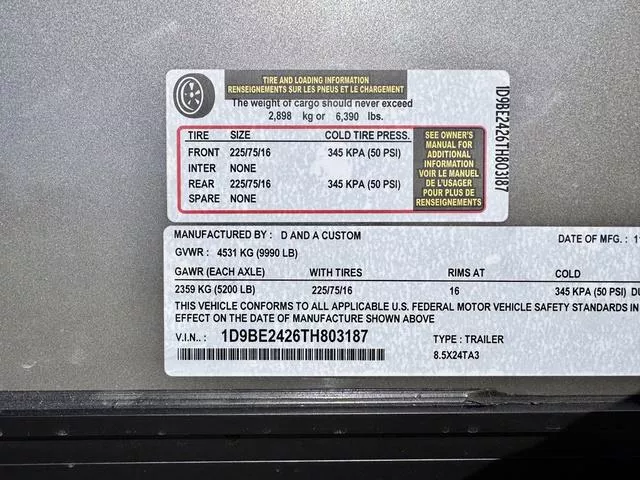 TIRE AND LOADING INFORMATION
RENSEIGNEMENTS SUR LES PNEUS ET LE CHARGEMENT
The weight of cargo should never exceed
2,898 kg or 6,390 lbs.
TIRE SIZE COLD TIRE PRESS.
FRONT 225/75/16 345 KPA (50 PSI)
INTER NONE
REAR 225/75/16 345 KPA (50 PSI)
SPARE NONE
SEE OWNER'S
MANUAL FOR
ADDITIONAL
INFORMATION
VOIR LE MANUEL
DE L'USAGER
POUR PLUS DE
RENSEIGNEMENTS
1D9BE2426TH803187
MANUFACTURED BY : D AND A CUSTOM DATE OF MFG. : 11
GVWR : 4531 KG (9990 LB)
GAWR (EACH AXLE) WITH TIRES RIMS AT COLD
2359 KG (5200 LB) 225/75/16 16 345 KPA (50 PSI) DU
THIS VEHICLE CONFORMS TO ALL APPLICABLE U.S. FEDERAL MOTOR VEHICLE SAFETY STANDARDS IN
EFFECT ON THE DATE OF MANUFACTURE SHOWN ABOVE
V.I.N.. : 1D9BE2426TH803187 TYPE : TRAILER
8.5X24TA3